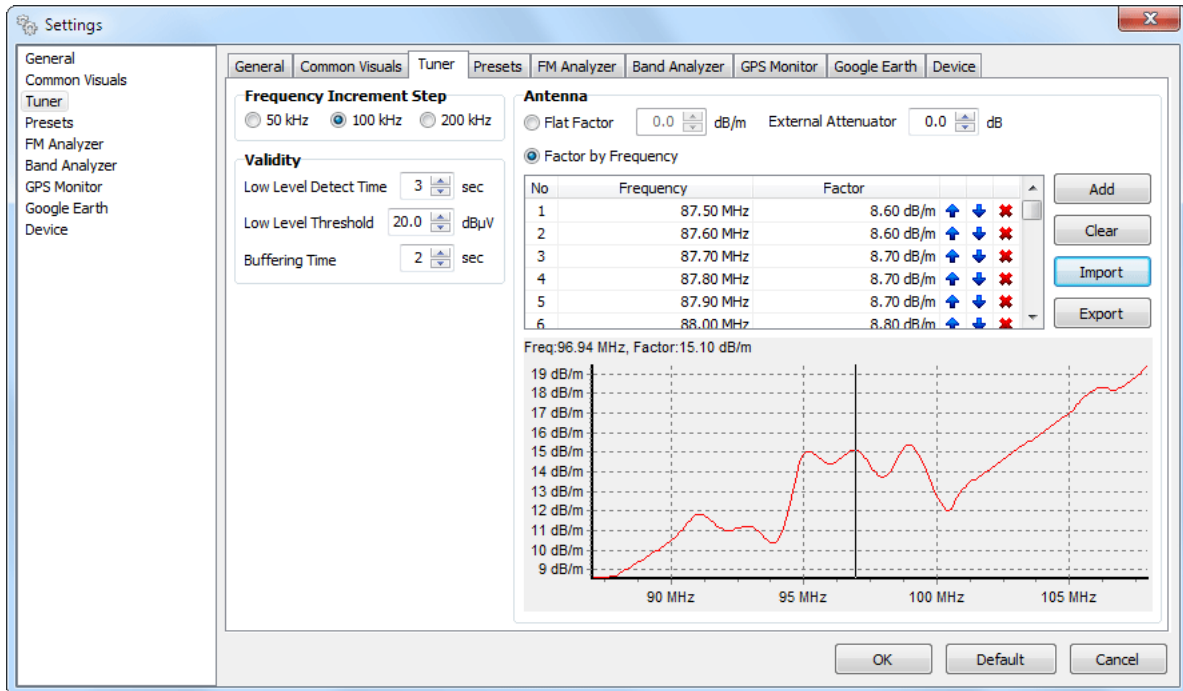 Settings
General
Common Visuals
Tuner
Presets
FM Analyzer
Band Analyzer
GPS Monitor
Google Earth
Device
General Common Visuals Tuner Presets FM Analyzer Band Analyzer GPS Monitor Google Earth Device
Frequency Increment Step
50 kHz 100 kHz 200 kHz
Validity
Low Level Detect Time 3 sec
Low Level Threshold 20.0 dBµV
Buffering Time 2 sec
Antenna
Flat Factor 0.0 dB/m External Attenuator 0.0 dB
Factor by Frequency
No Frequency Factor
1 87.50 MHz 8.60 dB/m
2 87.60 MHz 8.60 dB/m
3 87.70 MHz 8.70 dB/m
4 87.80 MHz 8.70 dB/m
5 87.90 MHz 8.70 dB/m
6 88.00 MHz 8.80 dB/m
Add
Clear
Import
Export
Freq:96.94 MHz, Factor:15.10 dB/m
19 dB/m
18 dB/m
17 dB/m
16 dB/m
15 dB/m
14 dB/m
13 dB/m
12 dB/m
11 dB/m
10 dB/m
9 dB/m
90 MHz 95 MHz 100 MHz 105 MHz
OK Default Cancel